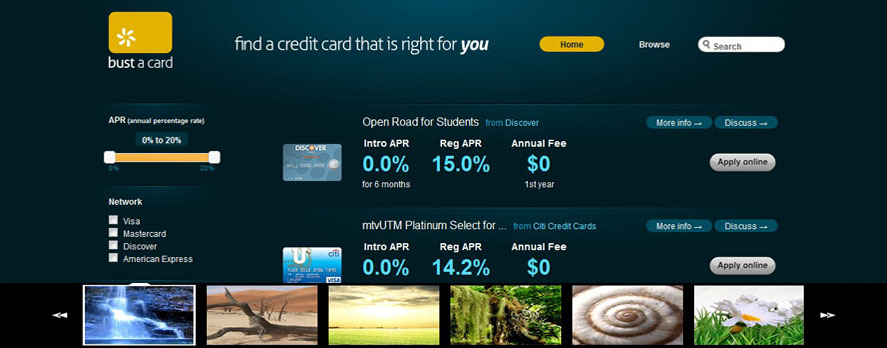 find a credit card that is right for you
Home
Browse
Search
bust a card
APR (annual percentage rate)
0% to 20%
0%
20%
Network
Visa
Mastercard
Discover
American Express
Open Road for Students from Discover
More info →
Discuss →
DISCOVER
Intro APR Reg APR Annual Fee
0.0% 15.0% $0
for 6 months 1st year
Apply online
mtvUTM Platinum Select for ... from Citi Credit Cards
More info →
Discuss →
citi
U
VISA
Intro APR Reg APR Annual Fee
0.0% 14.2% $0
Apply online